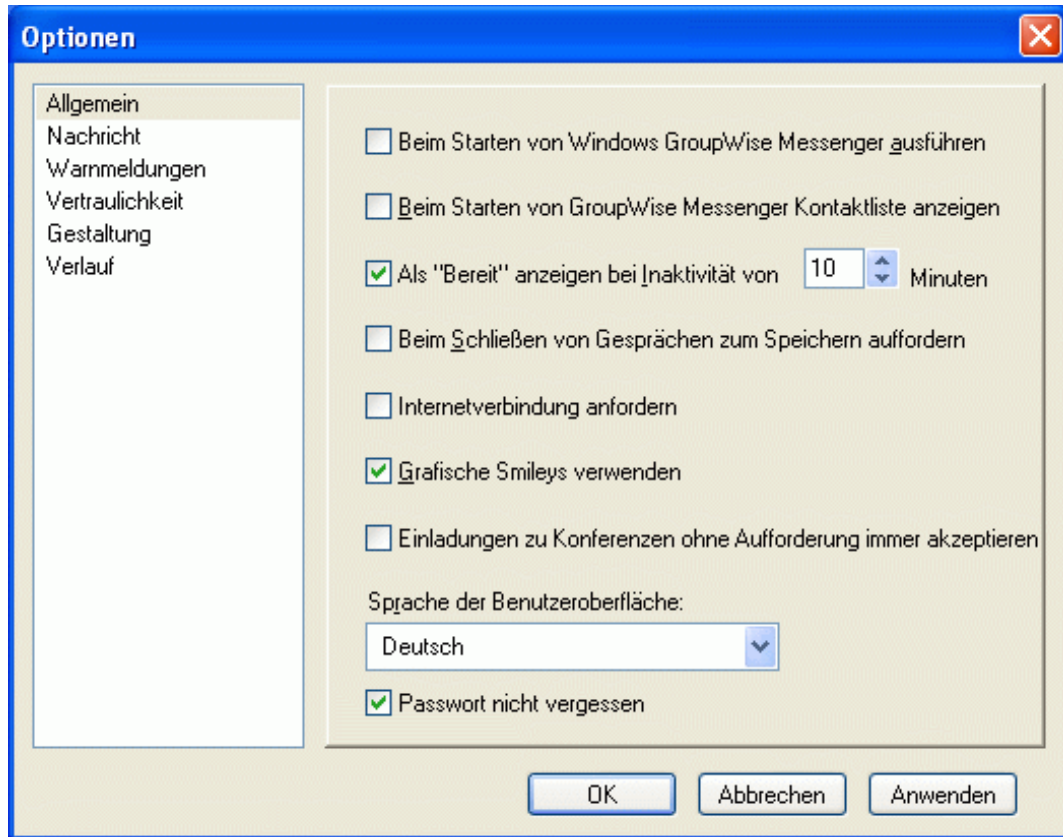 Optionen
Allgemein
Nachricht
Warnmeldungen
Vertraulichkeit
Gestaltung
Verlauf
Beim Starten von Windows GroupWise Messenger ausführen
Beim Starten von GroupWise Messenger Kontaktliste anzeigen
Als "Bereit" anzeigen bei Inaktivität von 10 Minuten
Beim Schließen von Gesprächen zum Speichern auffordern
Internetverbindung anfordern
Grafische Smileys verwenden
Einladungen zu Konferenzen ohne Aufforderung immer akzeptieren
Sprache der Benutzeroberfläche:
Deutsch
Passwort nicht vergessen
OK Abbrechen Anwenden